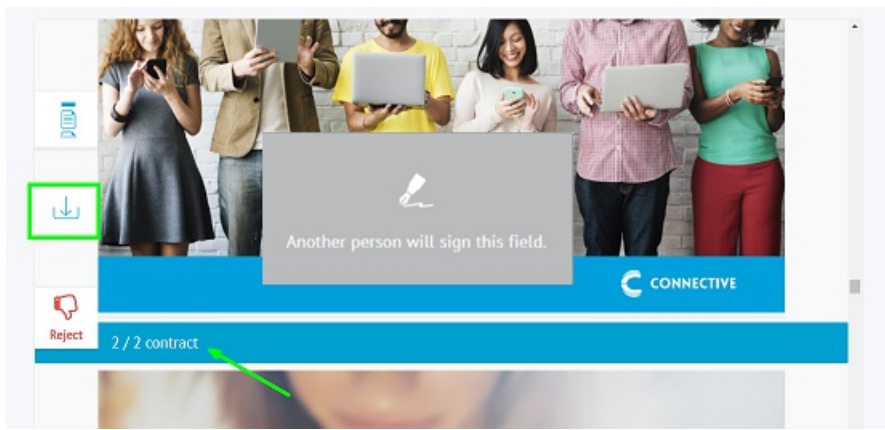 Another person will sign this field.
CONNECTIVE
Reject
2 / 2 contract